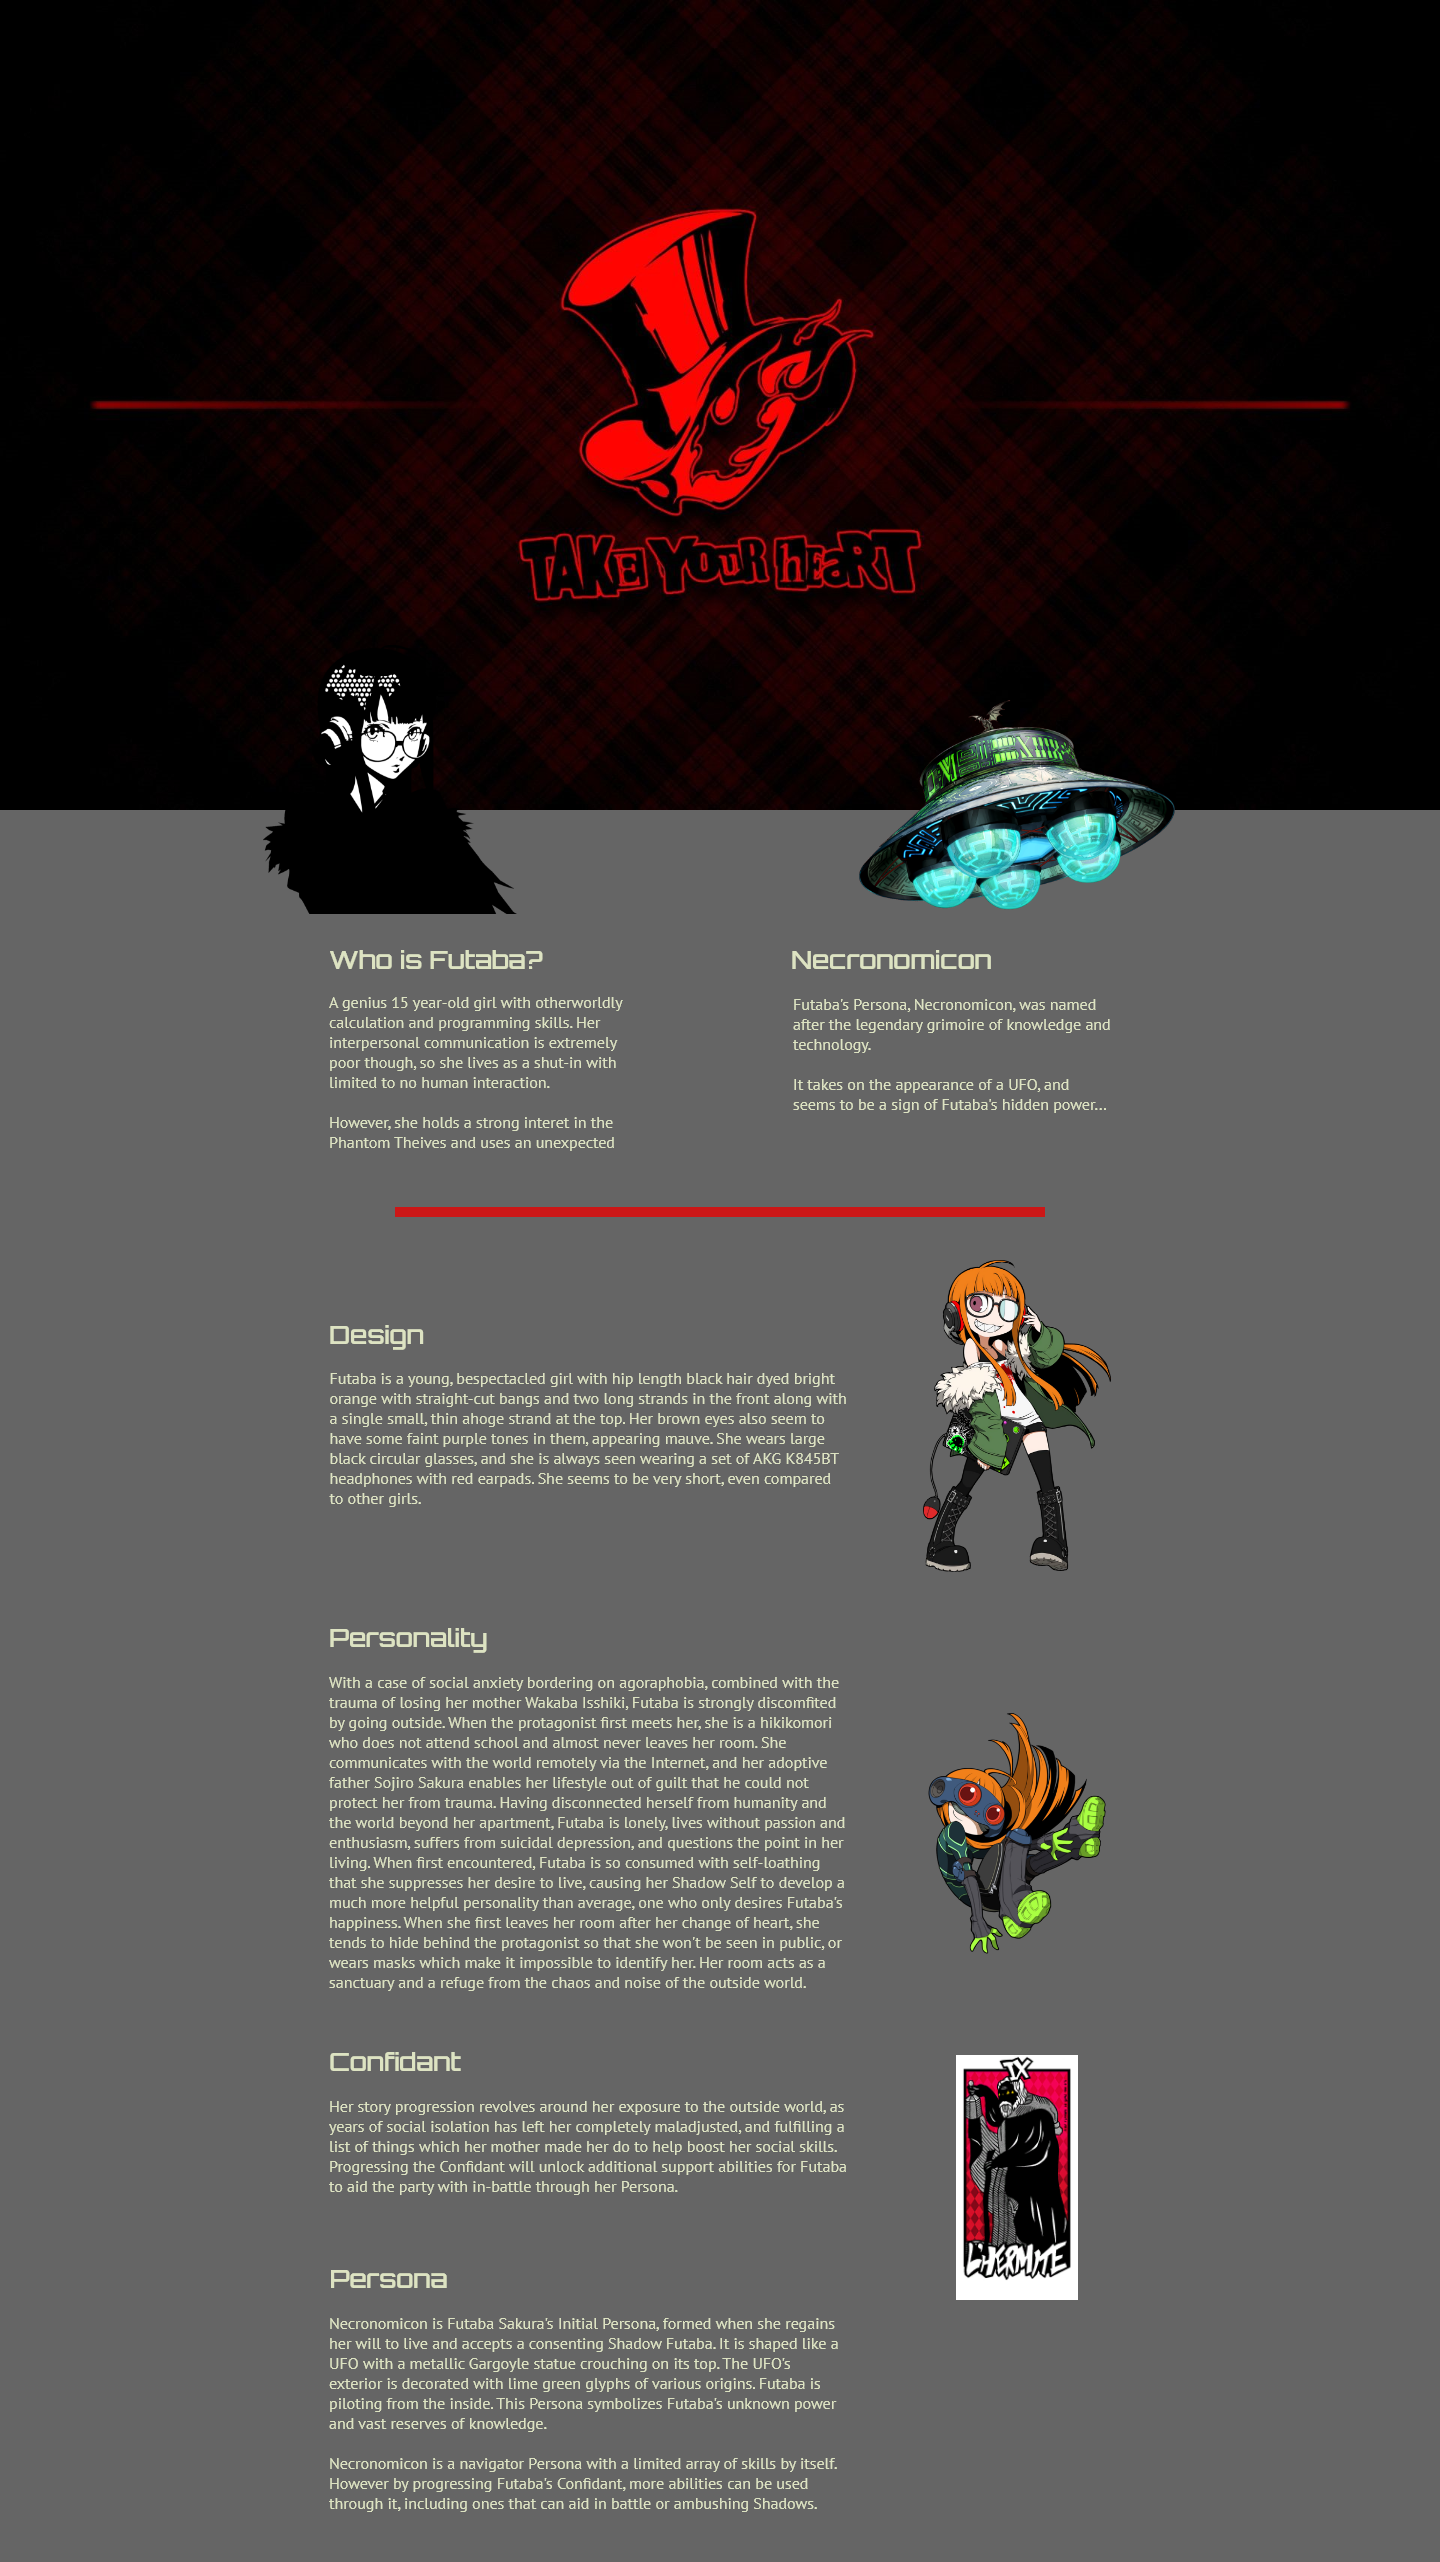 TAKE YOUR HEART
Who is Futaba?
A genius 15 year-old girl with otherworldly
calculation and programming skills. Her
interpersonal communication is extremely
poor though, so she lives as a shut-in with
limited to no human interaction.
However, she holds a strong interet in the
Phantom Theives and uses an unexpected
Necronomicon
Futaba's Persona, Necronomicon, was named
after the legendary grimoire of knowledge and
technology.
It takes on the appearance of a UFO, and
seems to be a sign of Futaba's hidden power...
Design
Futaba is a young, bespectacled girl with hip length black hair dyed bright
orange with straight-cut bangs and two long strands in the front along with
a single small, thin ahoge strand at the top. Her brown eyes also seem to
have some faint purple tones in them, appearing mauve. She wears large
black circular glasses, and she is always seen wearing a set of AKG K845BT
headphones with red earpads. She seems to be very short, even compared
to other girls.
Personality
With a case of social anxiety bordering on agoraphobia, combined with the
trauma of losing her mother Wakaba Isshiki, Futaba is strongly discomfited
by going outside. When the protagonist first meets her, she is a hikikomori
who does not attend school and almost never leaves her room. She
communicates with the world remotely via the Internet, and her adoptive
father Sojiro Sakura enables her lifestyle out of guilt that he could not
protect her from trauma. Having disconnected herself from humanity and
the world beyond her apartment, Futaba is lonely, lives without passion and
enthusiasm, suffers from suicidal depression, and questions the point in her
living. When first encountered, Futaba is so consumed with self-loathing
that she suppresses her desire to live, causing her Shadow Self to develop a
much more helpful personality than average, one who only desires Futaba's
happiness. When she first leaves her room after her change of heart, she
tends to hide behind the protagonist so that she won't be seen in public, or
wears masks which make it impossible to identify her. Her room acts as a
sanctuary and a refuge from the chaos and noise of the outside world.
Confidant
Her story progression revolves around her exposure to the outside world, as
years of social isolation has left her completely maladjusted, and fulfilling a
list of things which her mother made her do to help boost her social skills.
Progressing the Confidant will unlock additional support abilities for Futaba
to aid the party with in-battle through her Persona.
IX
L'HERMITE
Persona
Necronomicon is Futaba Sakura's Initial Persona, formed when she regains
her will to live and accepts a consenting Shadow Futaba. It is shaped like a
UFO with a metallic Gargoyle statue crouching on its top. The UFO's
exterior is decorated with lime green glyphs of various origins. Futaba is
piloting from the inside. This Persona symbolizes Futaba's unknown power
and vast reserves of knowledge.
Necronomicon is a navigator Persona with a limited array of skills by itself.
However by progressing Futaba's Confidant, more abilities can be used
through it, including ones that can aid in battle or ambushing Shadows.